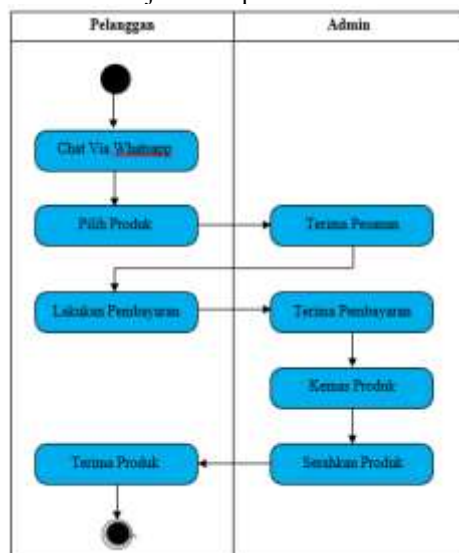 Pelanggan
Admin
Chat Via Whatsapp
Pilih Produk
Terima Pesanan
Lakukan Pembayaran
Terima Pembayaran
Kemas Produk
Terima Produk
Serahkan Produk